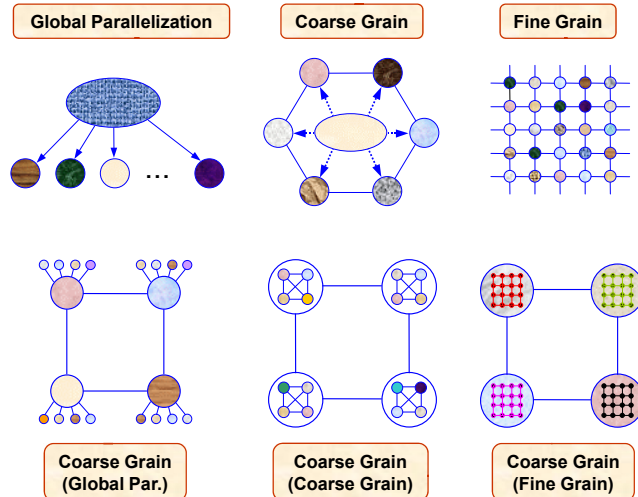 Global Parallelization
Coarse Grain
Fine Grain
...
Coarse Grain
(Global Par.)
Coarse Grain
(Coarse Grain)
Coarse Grain
(Fine Grain)